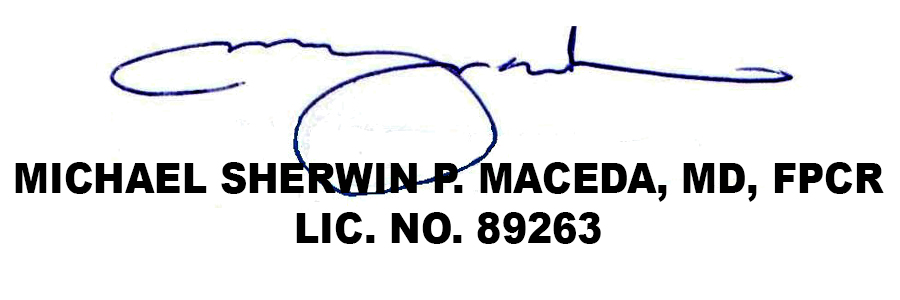 MICHAEL SHERWIN P. MACEDA, MD, FPCR
LIC. NO. 89263